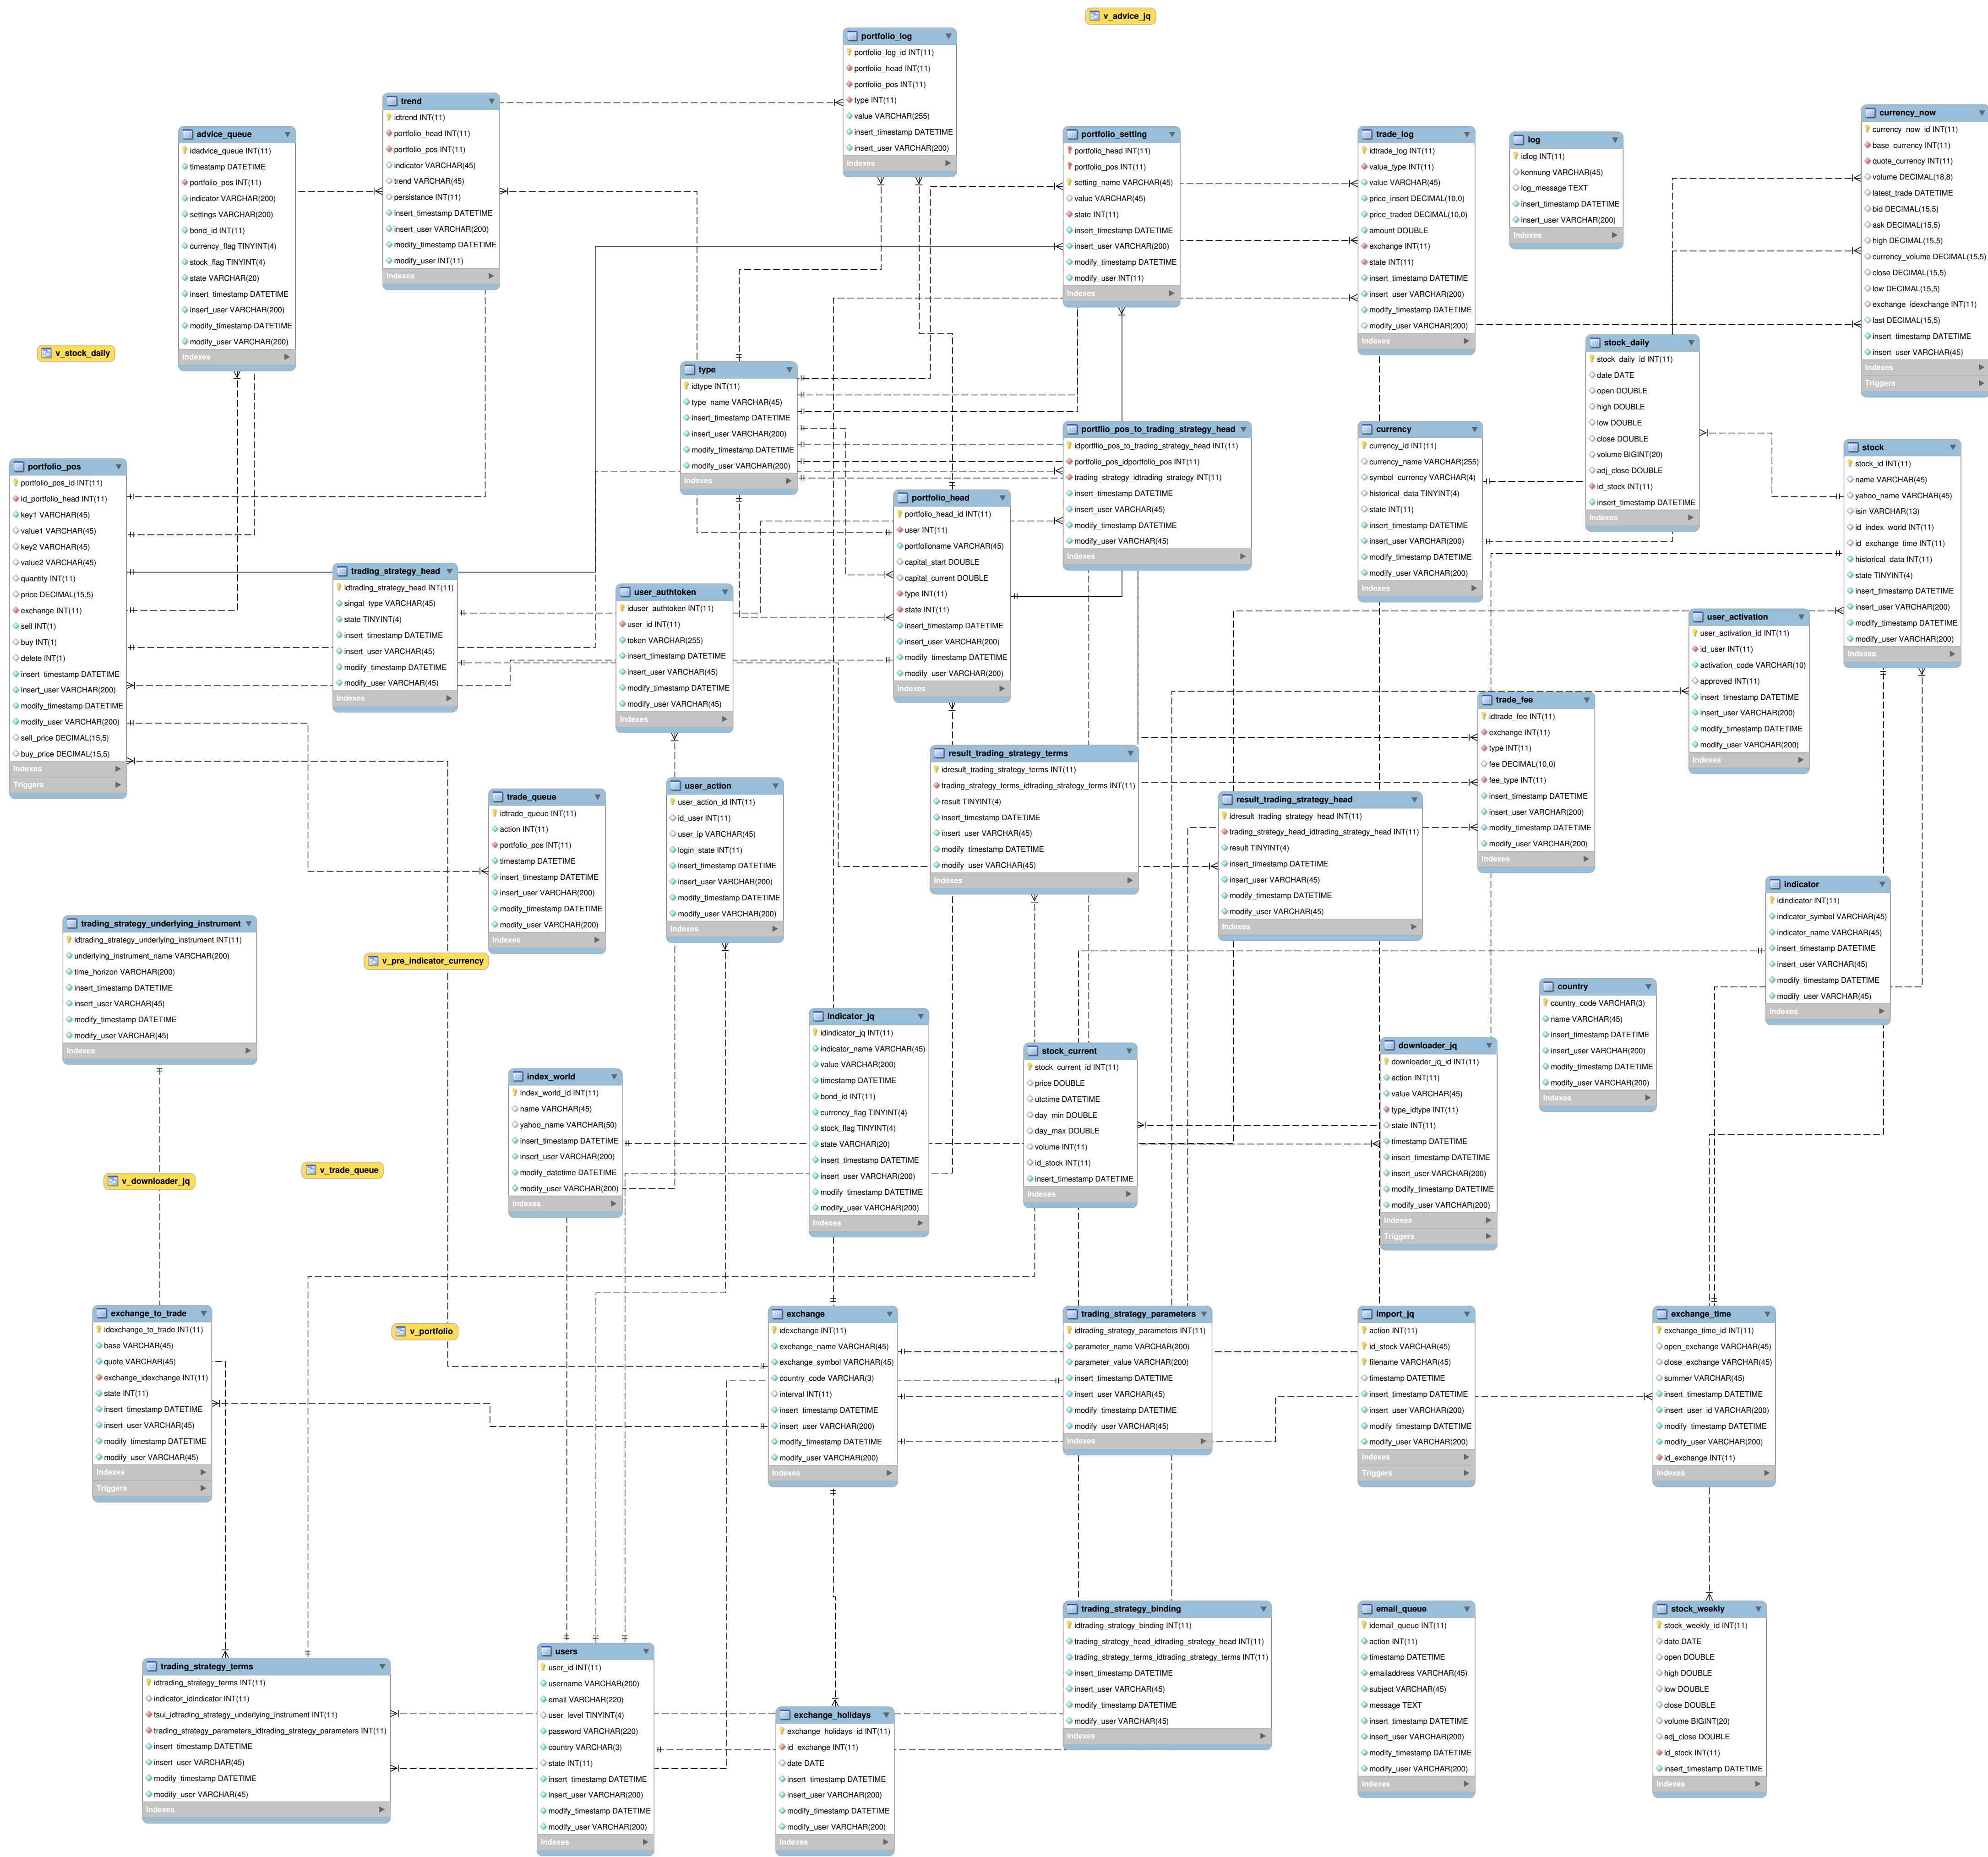 v_advice_jq
portfolio_log
portfolio_log_id INT(11)
portfolio_head INT(11)
portfolio_pos INT(11)
type INT(11)
value VARCHAR(255)
insert_timestamp DATETIME
insert_user VARCHAR(200)
Indexes
trend
idtrend INT(11)
portfolio_head INT(11)
portfolio_pos INT(11)
indicator VARCHAR(45)
trend VARCHAR(45)
persistance INT(11)
insert_timestamp DATETIME
insert_user VARCHAR(200)
modify_timestamp DATETIME
modify_user INT(11)
Indexes
advice_queue
idadvice_queue INT(11)
timestamp DATETIME
portfolio_pos INT(11)
indicator VARCHAR(200)
settings VARCHAR(200)
bond_id INT(11)
currency_flag TINYINT(4)
stock_flag TINYINT(4)
state VARCHAR(20)
insert_timestamp DATETIME
insert_user VARCHAR(200)
modify_timestamp DATETIME
modify_user VARCHAR(200)
Indexes
portfolio_setting
portfolio_head INT(11)
portfolio_pos INT(11)
setting_name VARCHAR(45)
value VARCHAR(45)
state INT(11)
insert_timestamp DATETIME
insert_user VARCHAR(200)
modify_timestamp DATETIME
modify_user INT(11)
Indexes
trade_log
idtrade_log INT(11)
value_type INT(11)
value VARCHAR(45)
price_insert DECIMAL(10,0)
price_traded DECIMAL(10,0)
amount DOUBLE
exchange INT(11)
state INT(11)
insert_timestamp DATETIME
insert_user VARCHAR(200)
modify_timestamp DATETIME
modify_user VARCHAR(200)
Indexes
log
idlog INT(11)
kennung VARCHAR(45)
log_message TEXT
insert_timestamp DATETIME
insert_user VARCHAR(200)
Indexes
currency_now
currency_now_id INT(11)
base_currency INT(11)
quote_currency INT(11)
volume DECIMAL(18,8)
latest_trade DATETIME
bid DECIMAL(15,5)
ask DECIMAL(15,5)
high DECIMAL(15,5)
currency_volume DECIMAL(15,5)
close DECIMAL(15,5)
low DECIMAL(15,5)
exchange_idexchange INT(11)
last DECIMAL(15,5)
insert_timestamp DATETIME
insert_user VARCHAR(45)
Indexes
Triggers
v_stock_daily
stock_daily
stock_daily_id INT(11)
date DATE
open DOUBLE
high DOUBLE
low DOUBLE
close DOUBLE
volume BIGINT(20)
adj_close DOUBLE
id_stock INT(11)
insert_timestamp DATETIME
Indexes
type
idtype INT(11)
type_name VARCHAR(45)
insert_timestamp DATETIME
insert_user VARCHAR(200)
modify_timestamp DATETIME
modify_user VARCHAR(200)
Indexes
portflio_pos_to_trading_strategy_head
idportflio_pos_to_trading_strategy_head INT(11)
portfolio_pos_idportfolio_pos INT(11)
trading_strategy_idtrading_strategy INT(11)
insert_timestamp DATETIME
insert_user VARCHAR(45)
modify_timestamp DATETIME
modify_user VARCHAR(45)
Indexes
currency
currency_id INT(11)
currency_name VARCHAR(255)
symbol_currency VARCHAR(4)
historical_data TINYINT(4)
state INT(11)
insert_timestamp DATETIME
insert_user VARCHAR(200)
modify_timestamp DATETIME
modify_user VARCHAR(200)
Indexes
stock
stock_id INT(11)
name VARCHAR(45)
yahoo_name VARCHAR(45)
isin VARCHAR(13)
id_index_world INT(11)
id_exchange_time INT(11)
historical_data INT(11)
state TINYINT(4)
insert_timestamp DATETIME
insert_user VARCHAR(200)
modify_timestamp DATETIME
modify_user VARCHAR(200)
Indexes
portfolio_pos
portfolio_pos_id INT(11)
id_portfolio_head INT(11)
key1 VARCHAR(45)
value1 VARCHAR(45)
key2 VARCHAR(45)
value2 VARCHAR(45)
quantity INT(11)
price DECIMAL(15,5)
exchange INT(11)
sell INT(1)
buy INT(1)
delete INT(1)
insert_timestamp DATETIME
insert_user VARCHAR(200)
modify_timestamp DATETIME
modify_user VARCHAR(200)
sell_price DECIMAL(15,5)
buy_price DECIMAL(15,5)
Indexes
Triggers
portfolio_head
portfolio_head_id INT(11)
user INT(11)
portfolioname VARCHAR(45)
capital_start DOUBLE
capital_current DOUBLE
type INT(11)
state INT(11)
insert_timestamp DATETIME
insert_user VARCHAR(200)
modify_timestamp DATETIME
modify_user VARCHAR(200)
Indexes
trading_strategy_head
idtrading_strategy_head INT(11)
singal_type VARCHAR(45)
state TINYINT(4)
insert_timestamp DATETIME
insert_user VARCHAR(45)
modify_timestamp DATETIME
modify_user VARCHAR(45)
Indexes
user_authtoken
iduser_authtoken INT(11)
user_id INT(11)
token VARCHAR(255)
insert_timestamp DATETIME
insert_user VARCHAR(45)
modify_timestamp DATETIME
modify_user VARCHAR(45)
Indexes
user_activation
user_activation_id INT(11)
id_user INT(11)
activation_code VARCHAR(10)
approved INT(11)
insert_timestamp DATETIME
insert_user VARCHAR(200)
modify_timestamp DATETIME
modify_user VARCHAR(200)
Indexes
trade_fee
idtrade_fee INT(11)
exchange INT(11)
type INT(11)
fee DECIMAL(10,0)
fee_type INT(11)
insert_timestamp DATETIME
insert_user VARCHAR(200)
modify_timestamp DATETIME
modify_user VARCHAR(200)
Indexes
result_trading_strategy_terms
idresult_trading_strategy_terms INT(11)
trading_strategy_terms_idtrading_strategy_terms INT(11)
result TINYINT(4)
insert_timestamp DATETIME
insert_user VARCHAR(45)
modify_timestamp DATETIME
modify_user VARCHAR(45)
Indexes
user_action
user_action_id INT(11)
id_user INT(11)
user_ip VARCHAR(45)
login_state INT(11)
insert_timestamp DATETIME
insert_user VARCHAR(200)
modify_timestamp DATETIME
modify_user VARCHAR(200)
Indexes
trade_queue
idtrade_queue INT(11)
action INT(11)
portfolio_pos INT(11)
timestamp DATETIME
insert_timestamp DATETIME
insert_user VARCHAR(200)
modify_timestamp DATETIME
modify_user VARCHAR(200)
Indexes
result_trading_strategy_head
idresult_trading_strategy_head INT(11)
trading_strategy_head_idtrading_strategy_head INT(11)
result TINYINT(4)
insert_timestamp DATETIME
insert_user VARCHAR(45)
modify_timestamp DATETIME
modify_user VARCHAR(45)
Indexes
indicator
idindicator INT(11)
indicator_symbol VARCHAR(45)
indicator_name VARCHAR(45)
insert_timestamp DATETIME
insert_user VARCHAR(45)
modify_timestamp DATETIME
modify_user VARCHAR(45)
Indexes
trading_strategy_underlying_instrument
idtrading_strategy_underlying_instrument INT(11)
underlying_instrument_name VARCHAR(200)
time_horizon VARCHAR(200)
insert_timestamp DATETIME
insert_user VARCHAR(45)
modify_timestamp DATETIME
modify_user VARCHAR(45)
Indexes
v_pre_indicator_currency
country
country_code VARCHAR(3)
name VARCHAR(45)
insert_timestamp DATETIME
insert_user VARCHAR(200)
modify_timestamp DATETIME
modify_user VARCHAR(200)
Indexes
indicator_jq
idindicator_jq INT(11)
indicator_name VARCHAR(45)
value VARCHAR(200)
timestamp DATETIME
bond_id INT(11)
currency_flag TINYINT(4)
stock_flag TINYINT(4)
state VARCHAR(20)
insert_timestamp DATETIME
insert_user VARCHAR(200)
modify_timestamp DATETIME
modify_user VARCHAR(200)
Indexes
stock_current
stock_current_id INT(11)
price DOUBLE
utctime DATETIME
day_min DOUBLE
day_max DOUBLE
volume INT(11)
id_stock INT(11)
insert_timestamp DATETIME
Indexes
downloader_jq
downloader_jq_id INT(11)
action INT(11)
value VARCHAR(45)
type_idtype INT(11)
state INT(11)
timestamp DATETIME
insert_timestamp DATETIME
insert_user VARCHAR(200)
modify_timestamp DATETIME
modify_user VARCHAR(200)
Indexes
Triggers
index_world
index_world_id INT(11)
name VARCHAR(45)
yahoo_name VARCHAR(50)
insert_timestamp DATETIME
insert_user VARCHAR(200)
modify_datetime DATETIME
modify_user VARCHAR(200)
Indexes
v_downloader_jq
v_trade_queue
exchange_to_trade
idexchange_to_trade INT(11)
base VARCHAR(45)
quote VARCHAR(45)
exchange_idexchange INT(11)
state INT(11)
insert_timestamp DATETIME
insert_user VARCHAR(45)
modify_timestamp DATETIME
modify_user VARCHAR(45)
Indexes
Triggers
v_portfolio
exchange
idexchange INT(11)
exchange_name VARCHAR(45)
exchange_symbol VARCHAR(45)
country_code VARCHAR(3)
interval INT(11)
insert_timestamp DATETIME
insert_user VARCHAR(200)
modify_timestamp DATETIME
modify_user VARCHAR(200)
Indexes
trading_strategy_parameters
idtrading_strategy_parameters INT(11)
parameter_name VARCHAR(200)
parameter_value VARCHAR(200)
insert_timestamp DATETIME
insert_user VARCHAR(45)
modify_timestamp DATETIME
modify_user VARCHAR(45)
Indexes
import_jq
action INT(11)
id_stock VARCHAR(45)
filename VARCHAR(45)
timestamp DATETIME
insert_timestamp DATETIME
insert_user VARCHAR(200)
modify_timestamp DATETIME
modify_user VARCHAR(200)
Indexes
Triggers
exchange_time
exchange_time_id INT(11)
open_exchange VARCHAR(45)
close_exchange VARCHAR(45)
summer VARCHAR(45)
insert_timestamp DATETIME
insert_user_id VARCHAR(200)
modify_timestamp DATETIME
modify_user VARCHAR(200)
id_exchange INT(11)
Indexes
trading_strategy_terms
idtrading_strategy_terms INT(11)
indicator_idindicator INT(11)
tsui_idtrading_strategy_underlying_instrument INT(11)
trading_strategy_parameters_idtrading_strategy_parameters INT(11)
insert_timestamp DATETIME
insert_user VARCHAR(45)
modify_timestamp DATETIME
modify_user VARCHAR(45)
Indexes
users
user_id INT(11)
username VARCHAR(200)
email VARCHAR(220)
user_level TINYINT(4)
password VARCHAR(220)
country VARCHAR(3)
state INT(11)
insert_timestamp DATETIME
insert_user VARCHAR(200)
modify_timestamp DATETIME
modify_user VARCHAR(200)
Indexes
exchange_holidays
exchange_holidays_id INT(11)
id_exchange INT(11)
date DATE
insert_timestamp DATETIME
insert_user VARCHAR(200)
modify_timestamp DATETIME
modify_user VARCHAR(200)
Indexes
trading_strategy_binding
idtrading_strategy_binding INT(11)
trading_strategy_head_idtrading_strategy_head INT(11)
trading_strategy_terms_idtrading_strategy_terms INT(11)
insert_timestamp DATETIME
insert_user VARCHAR(45)
modify_timestamp DATETIME
modify_user VARCHAR(45)
Indexes
email_queue
idemail_queue INT(11)
action INT(11)
timestamp DATETIME
emailaddress VARCHAR(45)
subject VARCHAR(45)
message TEXT
insert_timestamp DATETIME
insert_user VARCHAR(200)
modify_timestamp DATETIME
modify_user VARCHAR(200)
Indexes
stock_weekly
stock_weekly_id INT(11)
date DATE
open DOUBLE
high DOUBLE
low DOUBLE
close DOUBLE
volume BIGINT(20)
adj_close DOUBLE
id_stock INT(11)
insert_timestamp DATETIME
Indexes